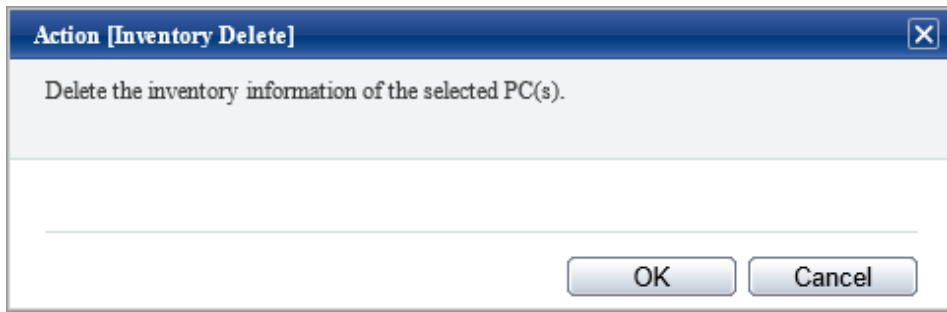 Action [Inventory Delete]
Delete the inventory information of the selected PC(s).
OK
Cancel